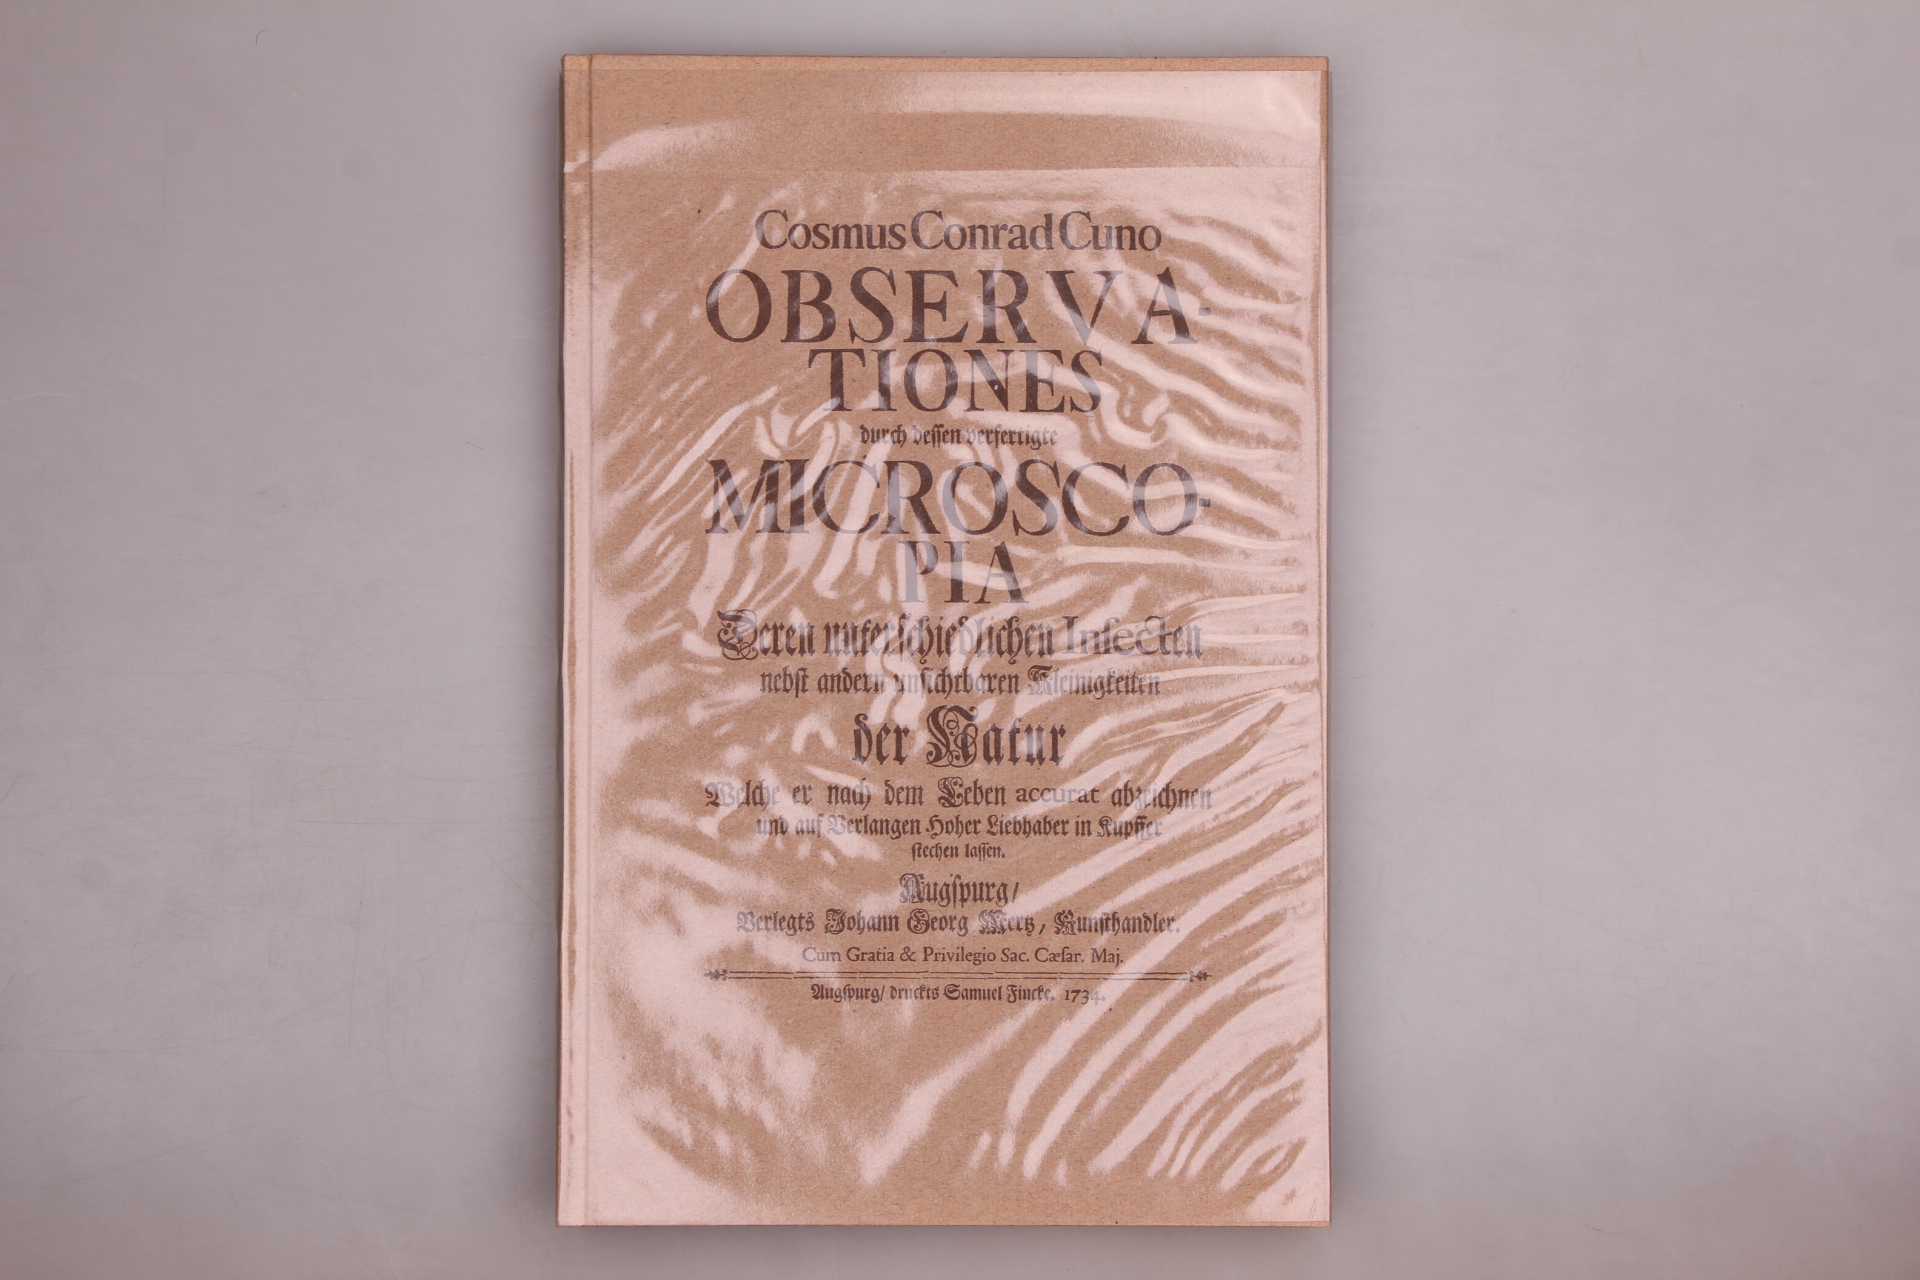 Cosmus Conrad Cuno
OBSERVA-
TIONES
durch dessen verfertigte
MICROSCO-
PIA
Deren unterschiedlichen Inſecten
nebst andern unſichtbaren Kleinigkeiten
der Natur
Welche er nach dem Leben accurat abzeichnen
und auf Verlangen Hoher Liebhaber in Kupffer
stechen lassen.
Augſpurg/
Verlegts Johann Georg Mertz, Kunsthandler.
Cum Gratia & Privilegio Sac. Cæſar. Maj.
Augſpurg/ druckts Samuel Fincke. 1734.